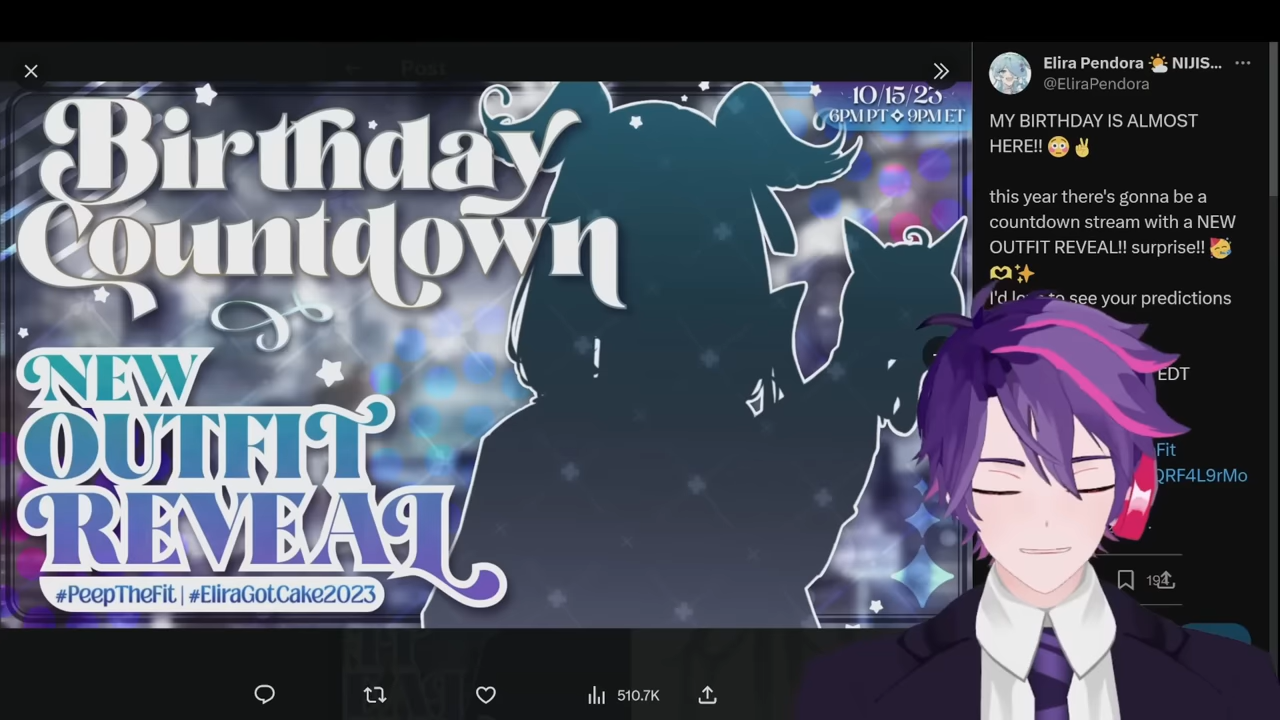 Post
Birthday
Countdown
NEW
OUTFIT
REVEAL
#PeepTheFit | #EliraGotCake2023
10/15/23
6PM PT ⟡ 9PM ET
510.7K
Elira Pendora 🌤️ NIJIS...
@EliraPendora
MY BIRTHDAY IS ALMOST
HERE!! 😳✌️
this year there's gonna be a
countdown stream with a NEW
OUTFIT REVEAL!! surprise!! 🥳
🫶✨
I'd to see your predictions
EDT
Fit
QRF4L9rMo